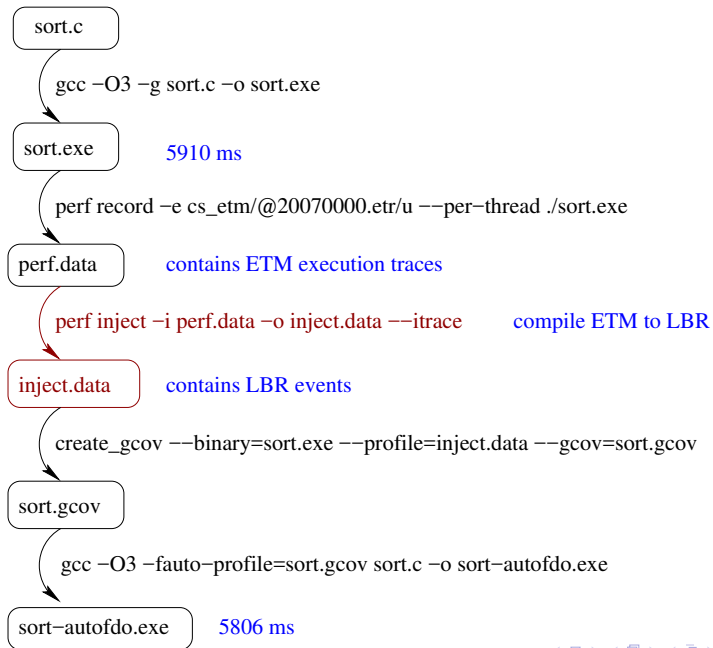 sort.c
gcc −O3 −g sort.c −o sort.exe
sort.exe 5910 ms
perf record −e cs_etm/@20070000.etr/u −−per−thread ./sort.exe
perf.data contains ETM execution traces
perf inject −i perf.data −o inject.data −−itrace compile ETM to LBR
inject.data contains LBR events
create_gcov −−binary=sort.exe −−profile=inject.data −−gcov=sort.gcov
sort.gcov
gcc −O3 −fauto−profile=sort.gcov sort.c −o sort−autofdo.exe
sort−autofdo.exe 5806 ms